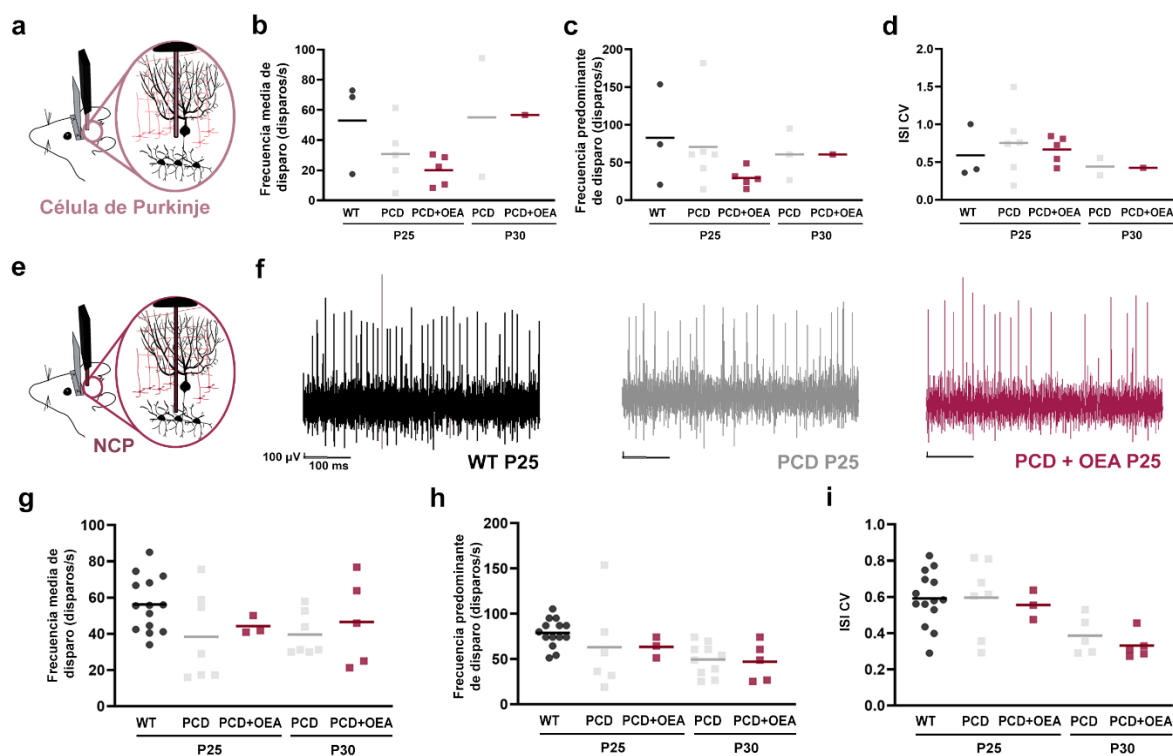 a
Célula de Purkinje
b
Frecuencia media de
disparo (disparos/s)
100
80
60
40
20
0
WT PCD PCD+OEA PCD PCD+OEA
P25 P30
c
Frecuencia predominante
de disparo (disparos/s)
200
150
100
50
0
WT PCD PCD+OEA PCD PCD+OEA
P25 P30
d
ISI CV
2.0
1.5
1.0
0.5
0.0
WT PCD PCD+OEA PCD PCD+OEA
P25 P30
e
NCP
f
100 µV
100 ms
WT P25
PCD P25
PCD + OEA P25
g
Frecuencia media de
disparo (disparos/s)
100
80
60
40
20
0
WT PCD PCD+OEA PCD PCD+OEA
P25 P30
h
Frecuencia predominante
de disparo (disparos/s)
200
150
100
50
0
WT PCD PCD+OEA PCD PCD+OEA
P25 P30
i
ISI CV
1.0
0.8
0.6
0.4
0.2
0.0
WT PCD PCD+OEA PCD PCD+OEA
P25 P30